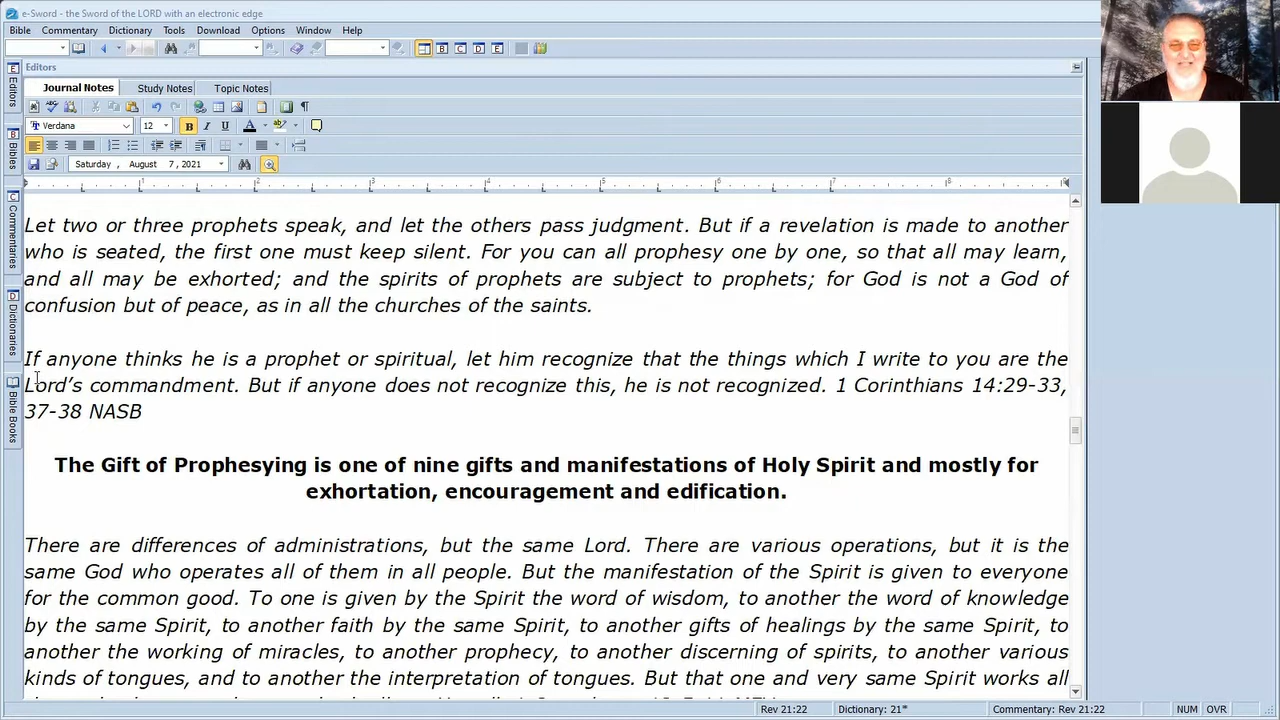 e-Sword - the Sword of the LORD with an electronic edge
Bible Commentary Dictionary Tools Download Options Window Help
B C D E
Editors
Journal Notes Study Notes Topic Notes
Verdana 12 B I U A
Saturday , August 7 , 2021
1 2 3 4 5 6 7 8
Editors
Bibles
Commentaries
Dictionaries
Bible Books
Let two or three prophets speak, and let the others pass judgment. But if a revelation is made to another
who is seated, the first one must keep silent. For you can all prophesy one by one, so that all may learn,
and all may be exhorted; and the spirits of prophets are subject to prophets; for God is not a God of
confusion but of peace, as in all the churches of the saints.
If anyone thinks he is a prophet or spiritual, let him recognize that the things which I write to you are the
Lord’s commandment. But if anyone does not recognize this, he is not recognized. 1 Corinthians 14:29-33,
37-38 NASB
The Gift of Prophesying is one of nine gifts and manifestations of Holy Spirit and mostly for
exhortation, encouragement and edification.
There are differences of administrations, but the same Lord. There are various operations, but it is the
same God who operates all of them in all people. But the manifestation of the Spirit is given to everyone
for the common good. To one is given by the Spirit the word of wisdom, to another the word of knowledge
by the same Spirit, to another faith by the same Spirit, to another gifts of healings by the same Spirit, to
another the working of miracles, to another prophecy, to another discerning of spirits, to another various
kinds of tongues, and to another the interpretation of tongues. But that one and very same Spirit works all
Rev 21:22 Dictionary: 21* Commentary: Rev 21:22 NUM OVR